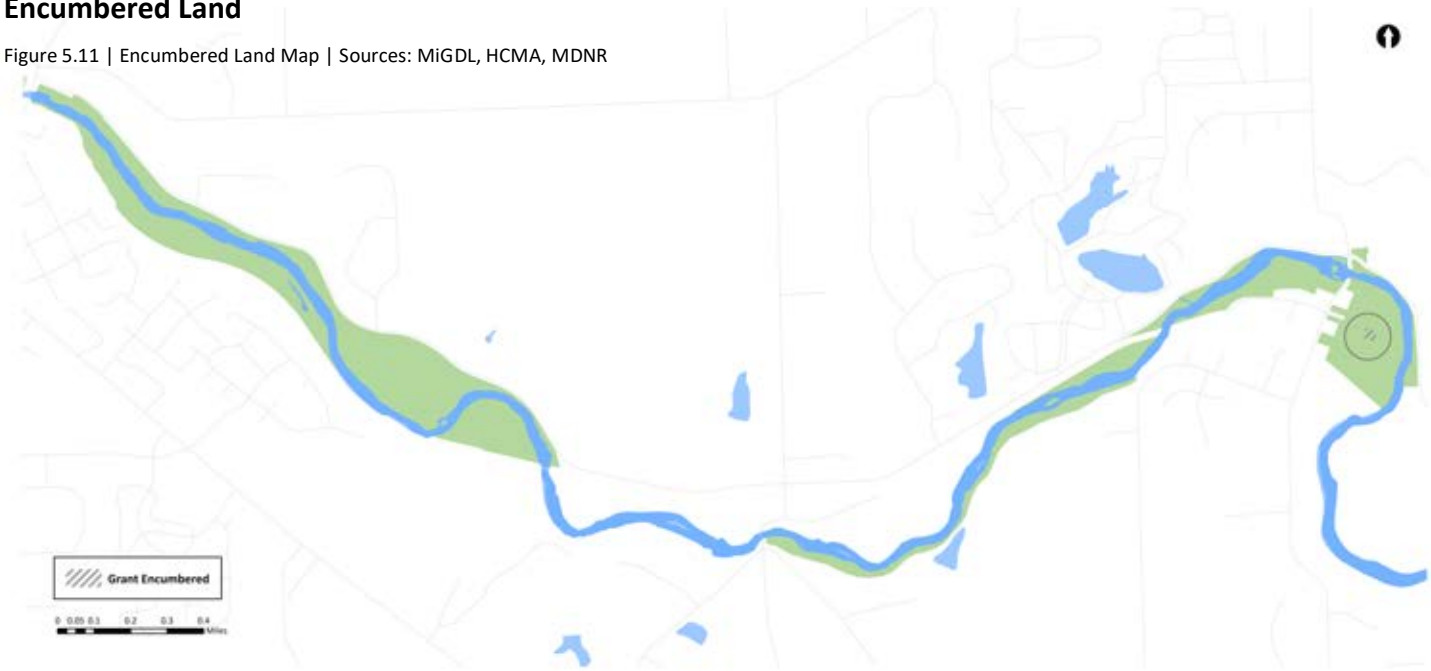 Encumbered Land
Figure 5.11 | Encumbered Land Map | Sources: MiGDL, HCMA, MDNR
Grant Encumbered
0 0.05 0.1 0.2 0.3 0.4
Miles